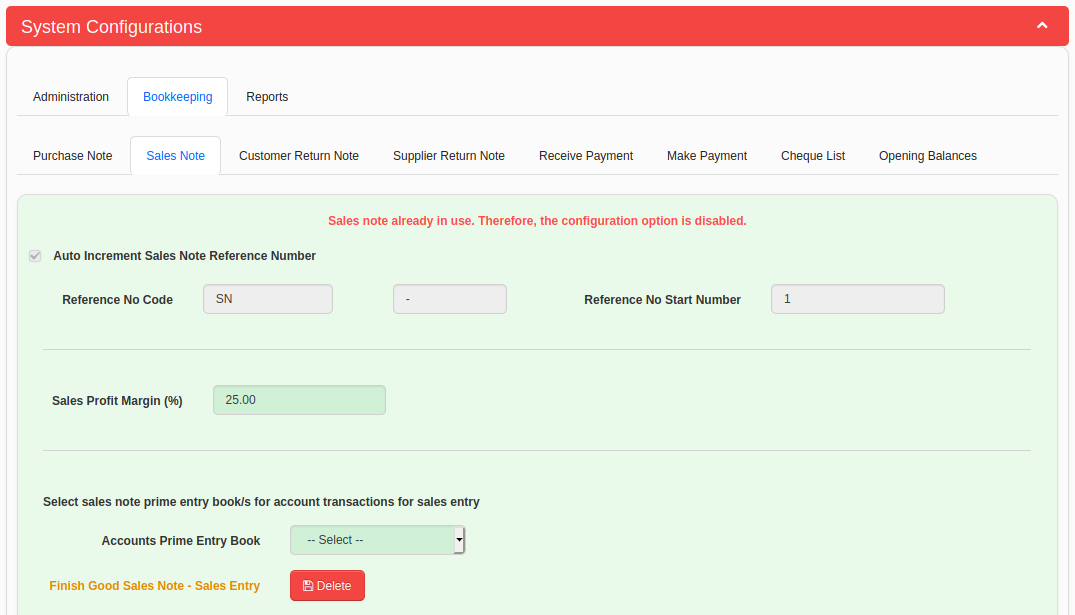 System Configurations
Administration Bookkeeping Reports
Purchase Note Sales Note Customer Return Note Supplier Return Note Receive Payment Make Payment Cheque List Opening Balances
Sales note already in use. Therefore, the configuration option is disabled.
Auto Increment Sales Note Reference Number
Reference No Code SN - Reference No Start Number 1
Sales Profit Margin (%) 25.00
Select sales note prime entry book/s for account transactions for sales entry
Accounts Prime Entry Book -- Select --
Finish Good Sales Note - Sales Entry Delete